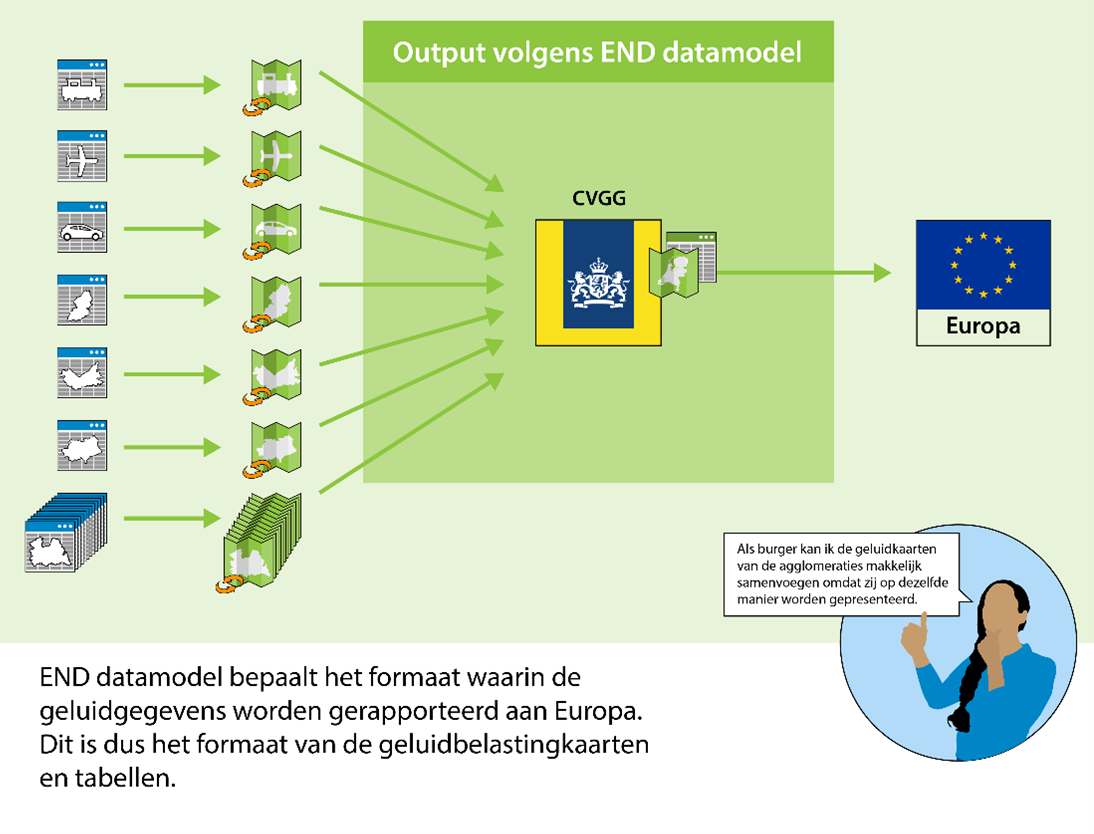 Output volgens END datamodel
CVGG
Europa
Als burger kan ik de geluidkaarten
van de agglomeraties makkelijk
samenvoegen omdat zij op dezelfde
manier worden gepresenteerd.
END datamodel bepaalt het formaat waarin de
geluidgegevens worden gerapporteerd aan Europa.
Dit is dus het formaat van de geluidbelastingkaarten
en tabellen.